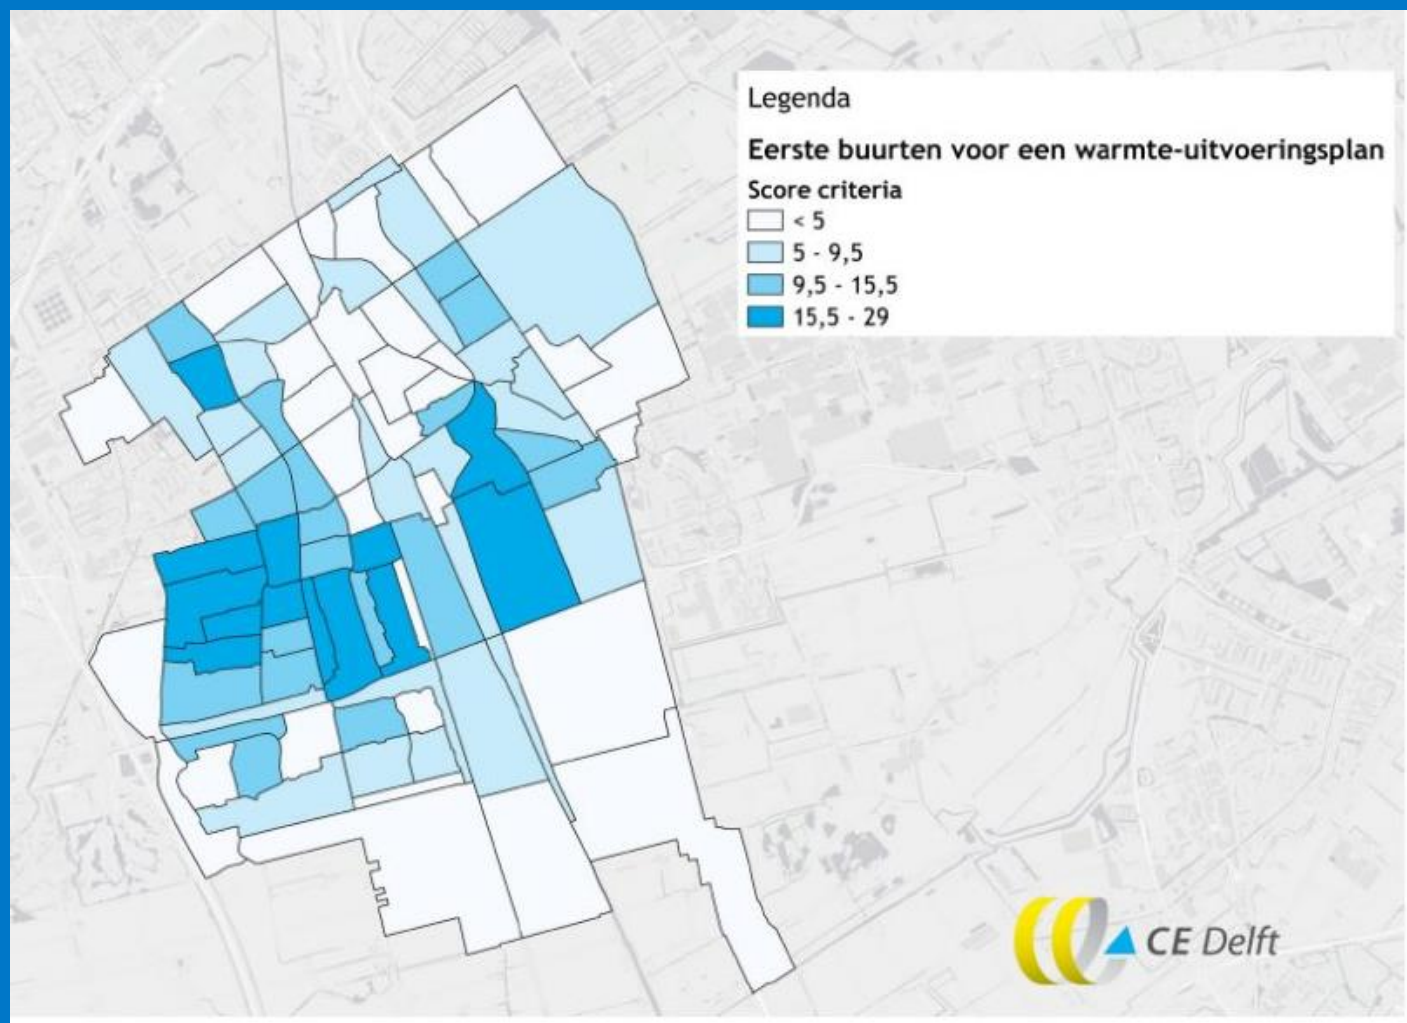 Legenda
Eerste buurten voor een warmte-uitvoeringsplan
Score criteria
< 5
5 - 9,5
9,5 - 15,5
15,5 - 29
CE Delft